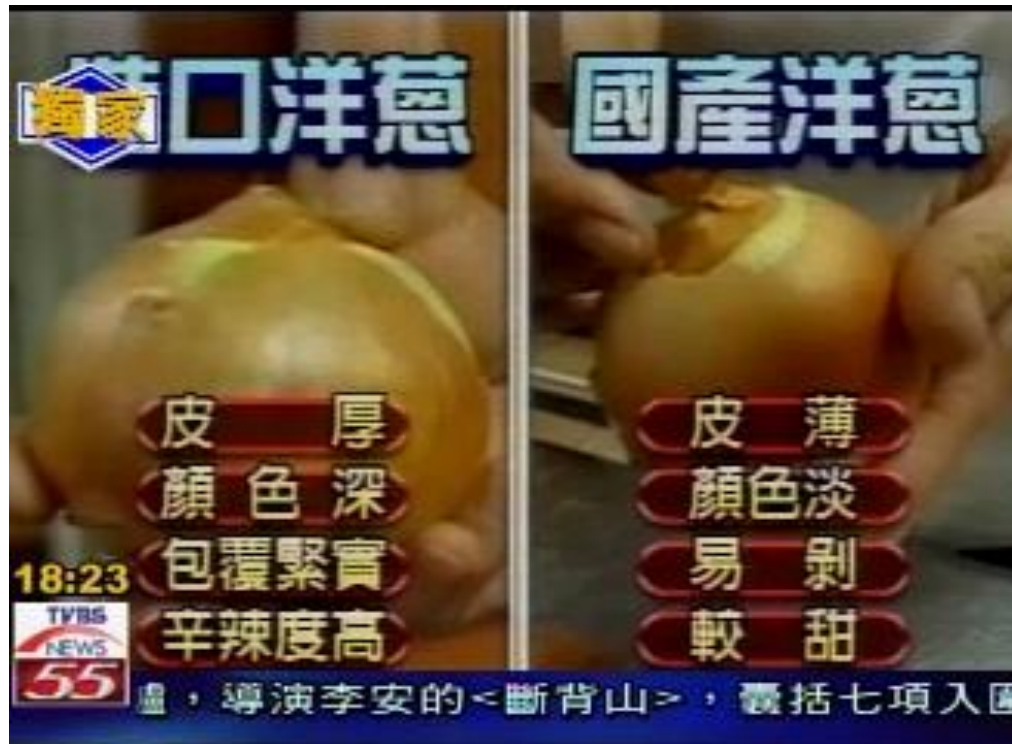 獨家
口洋蔥
國產洋蔥
皮厚
顏色深
包覆緊實
辛辣度高
皮薄
顏色淡
易剝
較甜
18:23
TVBS
NEWS
55
，導演李安的<斷背山>，囊括七項入圍